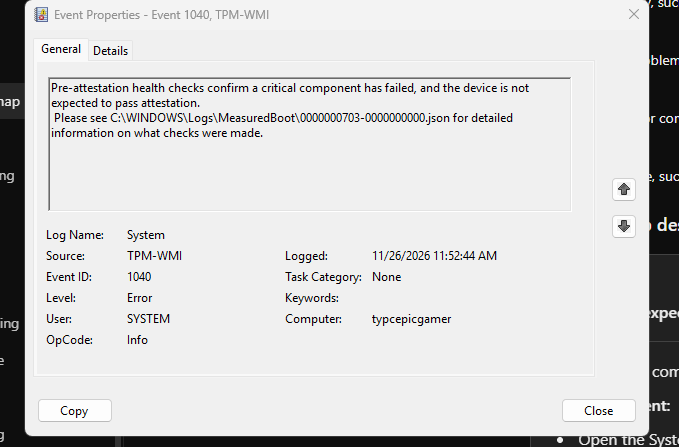 Event Properties - Event 1040, TPM-WMI
General
Details
Pre-attestation health checks confirm a critical component has failed, and the device is not
expected to pass attestation.
Please see C:\WINDOWS\Logs\MeasuredBoot\0000000703-0000000000.json for detailed
information on what checks were made.
Log Name: System
Source: TPM-WMI Logged: 11/26/2026 11:52:44 AM
Event ID: 1040 Task Category: None
Level: Error Keywords:
User: SYSTEM Computer: typcepicgamer
OpCode: Info
Copy
Close
Open the Syst